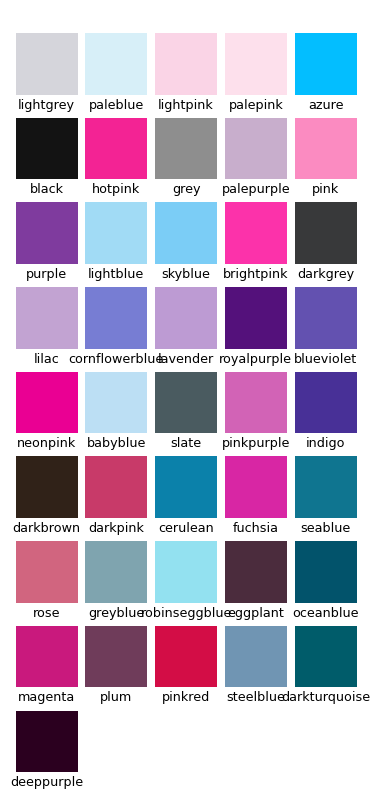 lightgrey paleblue lightpink palepink azure
black hotpink grey palepurple pink
purple lightblue skyblue brightpink darkgrey
lilac cornflowerblue lavender royalpurple blueviolet
neonpink babyblue slate pinkpurple indigo
darkbrown darkpink cerulean fuchsia seablue
rose greyblue robinseggblue eggplant oceanblue
magenta plum pinkred steelblue darkturquoise
deeppurple